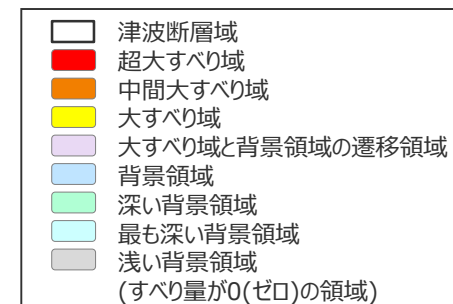 津波断層域
超大すべり域
中間大すべり域
大すべり域
大すべり域と背景領域の遷移領域
背景領域
深い背景領域
最も深い背景領域
浅い背景領域
(すべり量が0(ゼロ)の領域)